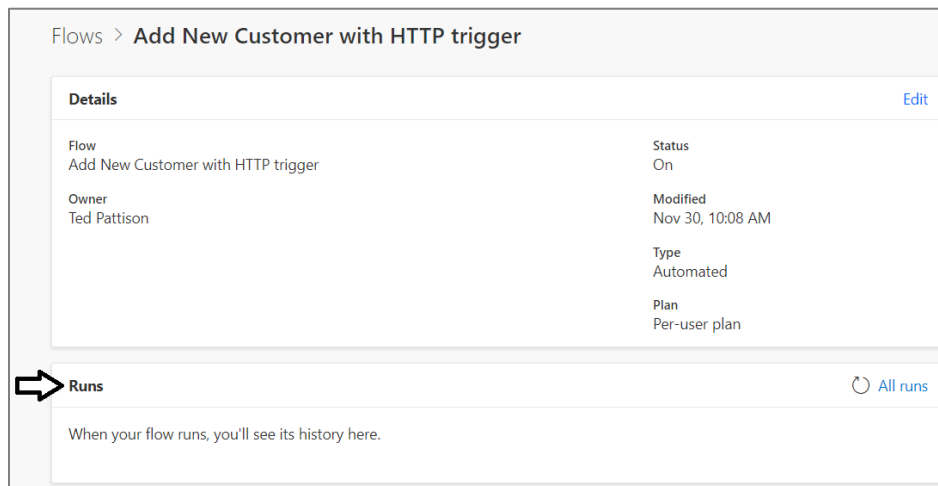 Flows > Add New Customer with HTTP trigger
Details
Edit
Flow
Add New Customer with HTTP trigger
Owner
Ted Pattison
Status
On
Modified
Nov 30, 10:08 AM
Type
Automated
Plan
Per-user plan
Runs
All runs
When your flow runs, you'll see its history here.